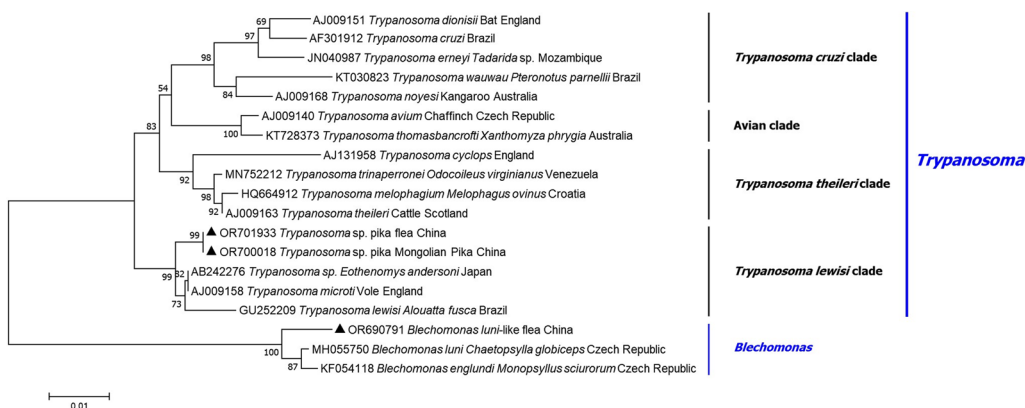 69 AJ009151 Trypanosoma dionisii Bat England
97 AF301912 Trypanosoma cruzi Brazil
98 JN040987 Trypanosoma erneyi Tadarida sp. Mozambique
Trypanosoma cruzi clade
KT030823 Trypanosoma wauwau Pteronotus parnellii Brazil
84 AJ009168 Trypanosoma noyesi Kangaroo Australia
54
AJ009140 Trypanosoma avium Chaffinch Czech Republic
Avian clade
100 KT728373 Trypanosoma thomasbancrofti Xanthomyza phrygia Australia
83
Trypanosoma
AJ131958 Trypanosoma cyclops England
92 MN752212 Trypanosoma trinaperronei Odocoileus virginianus Venezuela
Trypanosoma theileri clade
98 HQ664912 Trypanosoma melophagium Melophagus ovinus Croatia
92 AJ009163 Trypanosoma theileri Cattle Scotland
99 OR701933 Trypanosoma sp. pika flea China
OR700018 Trypanosoma sp. pika Mongolian Pika China
99 82 AB242276 Trypanosoma sp. Eothenomys andersoni Japan
Trypanosoma lewisi clade
AJ009158 Trypanosoma microti Vole England
73 GU252209 Trypanosoma lewisi Alouatta fusca Brazil
OR690791 Blechomonas luni-like flea China
100 MH055750 Blechomonas luni Chaetopsylla globiceps Czech Republic
Blechomonas
87 KF054118 Blechomonas englundi Monopsyllus sciurorum Czech Republic
0.01